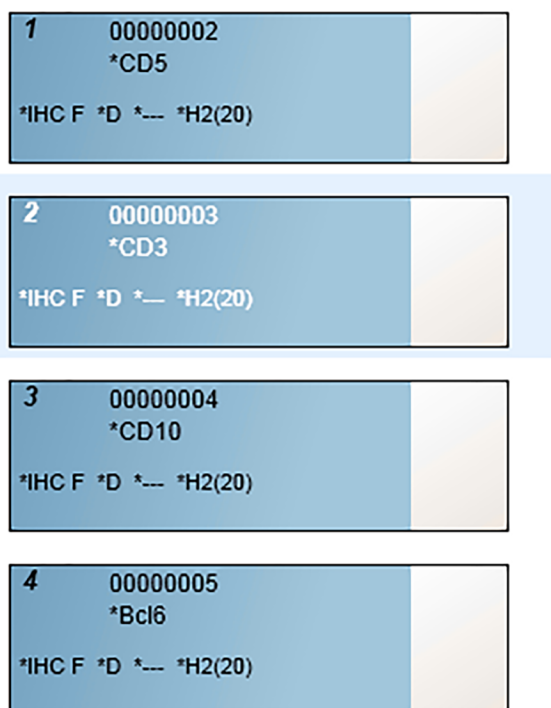 1 00000002
*CD5
*IHC F *D *--- *H2(20)
2 00000003
*CD3
*IHC F *D *--- *H2(20)
3 00000004
*CD10
*IHC F *D *--- *H2(20)
4 00000005
*Bcl6
*IHC F *D *--- *H2(20)